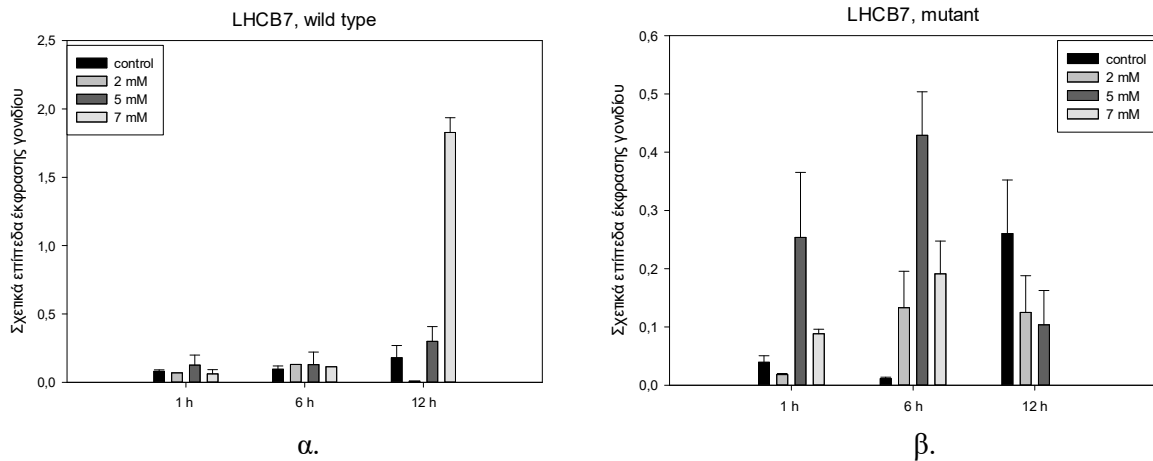 LHCB7, wild type
Σχετικά επίπεδα έκφρασης γονιδίου
2,5
2,0
1,5
1,0
0,5
0,0
control
2 mM
5 mM
7 mM
1 h
6 h
12 h
α.
LHCB7, mutant
Σχετικά επίπεδα έκφρασης γονιδίου
0,6
0,5
0,4
0,3
0,2
0,1
0,0
control
2 mM
5 mM
7 mM
1 h
6 h
12 h
β.